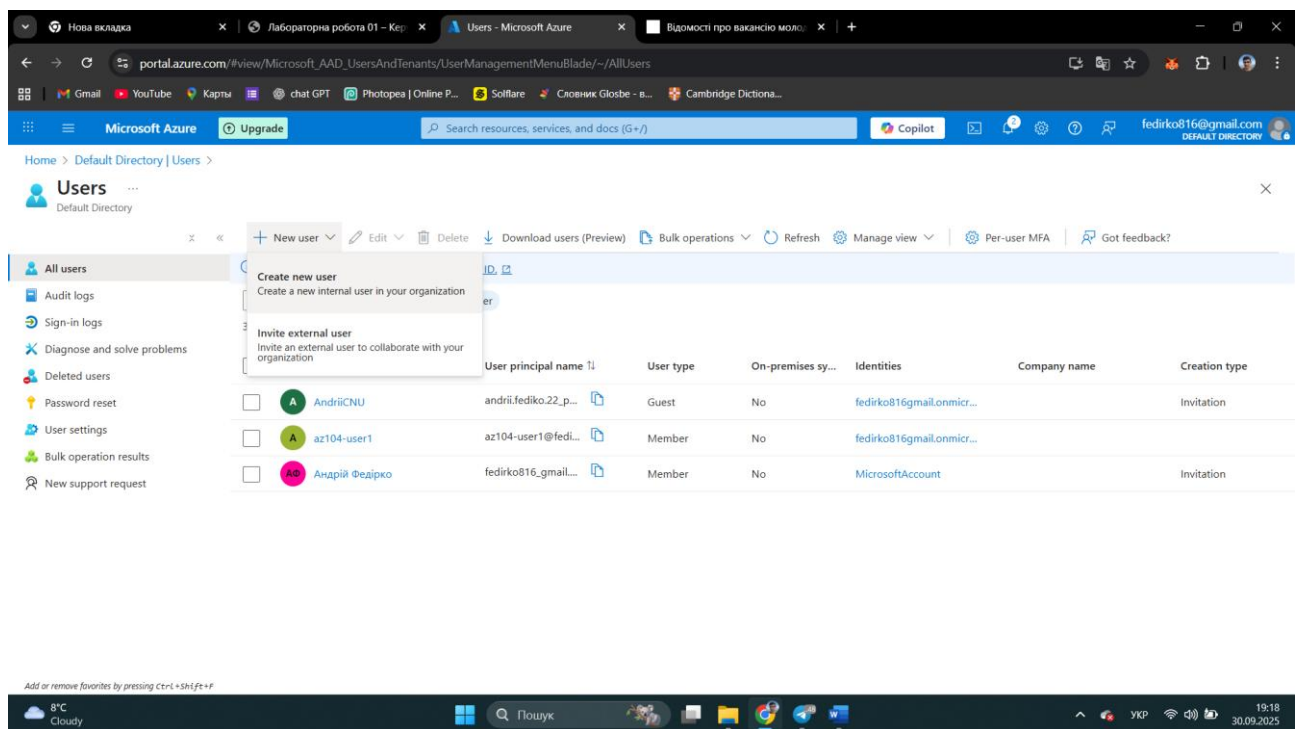 Нова вкладка
Лабораторна робота 01 – Кер
Users - Microsoft Azure
Відомості про вакансію моло
portal.azure.com/#view/Microsoft_AAD_UsersAndTenants/UserManagementMenuBlade/~/AllUsers
Gmail YouTube Карты chat GPT Photopea | Online P... Solflare Словник Glosbe - в... Cambridge Dictiona...
Microsoft Azure Upgrade Search resources, services, and docs (G+/) Copilot 2 fedirko816@gmail.com
DEFAULT DIRECTORY
Home > Default Directory | Users >
Users ...
Default Directory
New user Edit Delete Download users (Preview) Bulk operations Refresh Manage view Per-user MFA Got feedback?
All users
Audit logs
Sign-in logs
Diagnose and solve problems
Deleted users
Password reset
User settings
Bulk operation results
New support request
Create new user
Create a new internal user in your organization
Invite external user
Invite an external user to collaborate with your
organization
ID.
er
3
User principal name User type On-premises sy... Identities Company name Creation type
A AndriiCNU andrii.fediko.22_p... Guest No fedirko816gmail.onmicr... Invitation
A az104-user1 az104-user1@fedi... Member No fedirko816gmail.onmicr...
АФ Андрій Федірко fedirko816_gmail.... Member No MicrosoftAccount Invitation
Add or remove favorites by pressing Ctrl+Shift+F
8°C
Cloudy
Пошук
УКР
19:18
30.09.2025